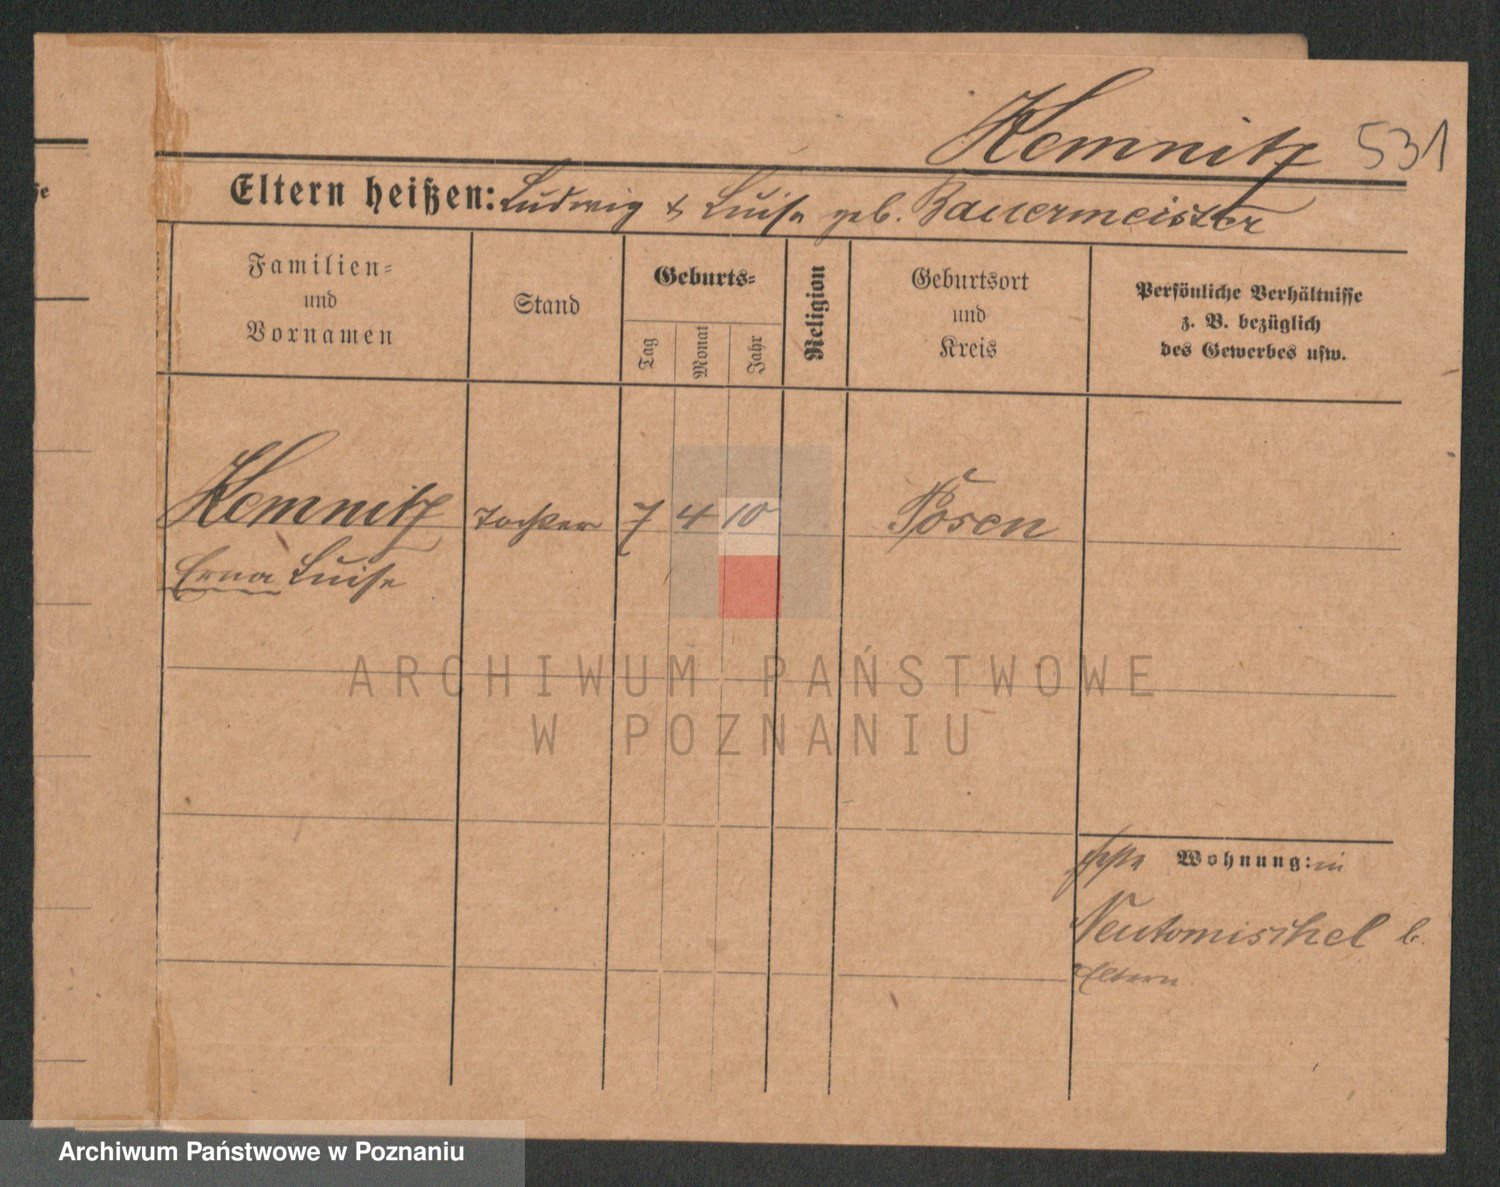 Kemnitz 531
Eltern heißen: Ludwig & Luise geb. Bauermeister
Familien=
und
Vornamen
Stand
Geburts=
Tag
Monat
Jahr
Religion
Geburtsort
und
Kreis
Persönliche Verhältnisse
z. B. bezüglich
des Gewerbes usw.
Kemnitz Tochter 7 4 10 Posen
Erna Luise
ARCHIWUM PAŃSTWOWE
W POZNANIU
Wohnung: in
Neutomischel b.
Eltern.
Archiwum Państwowe w Poznaniu